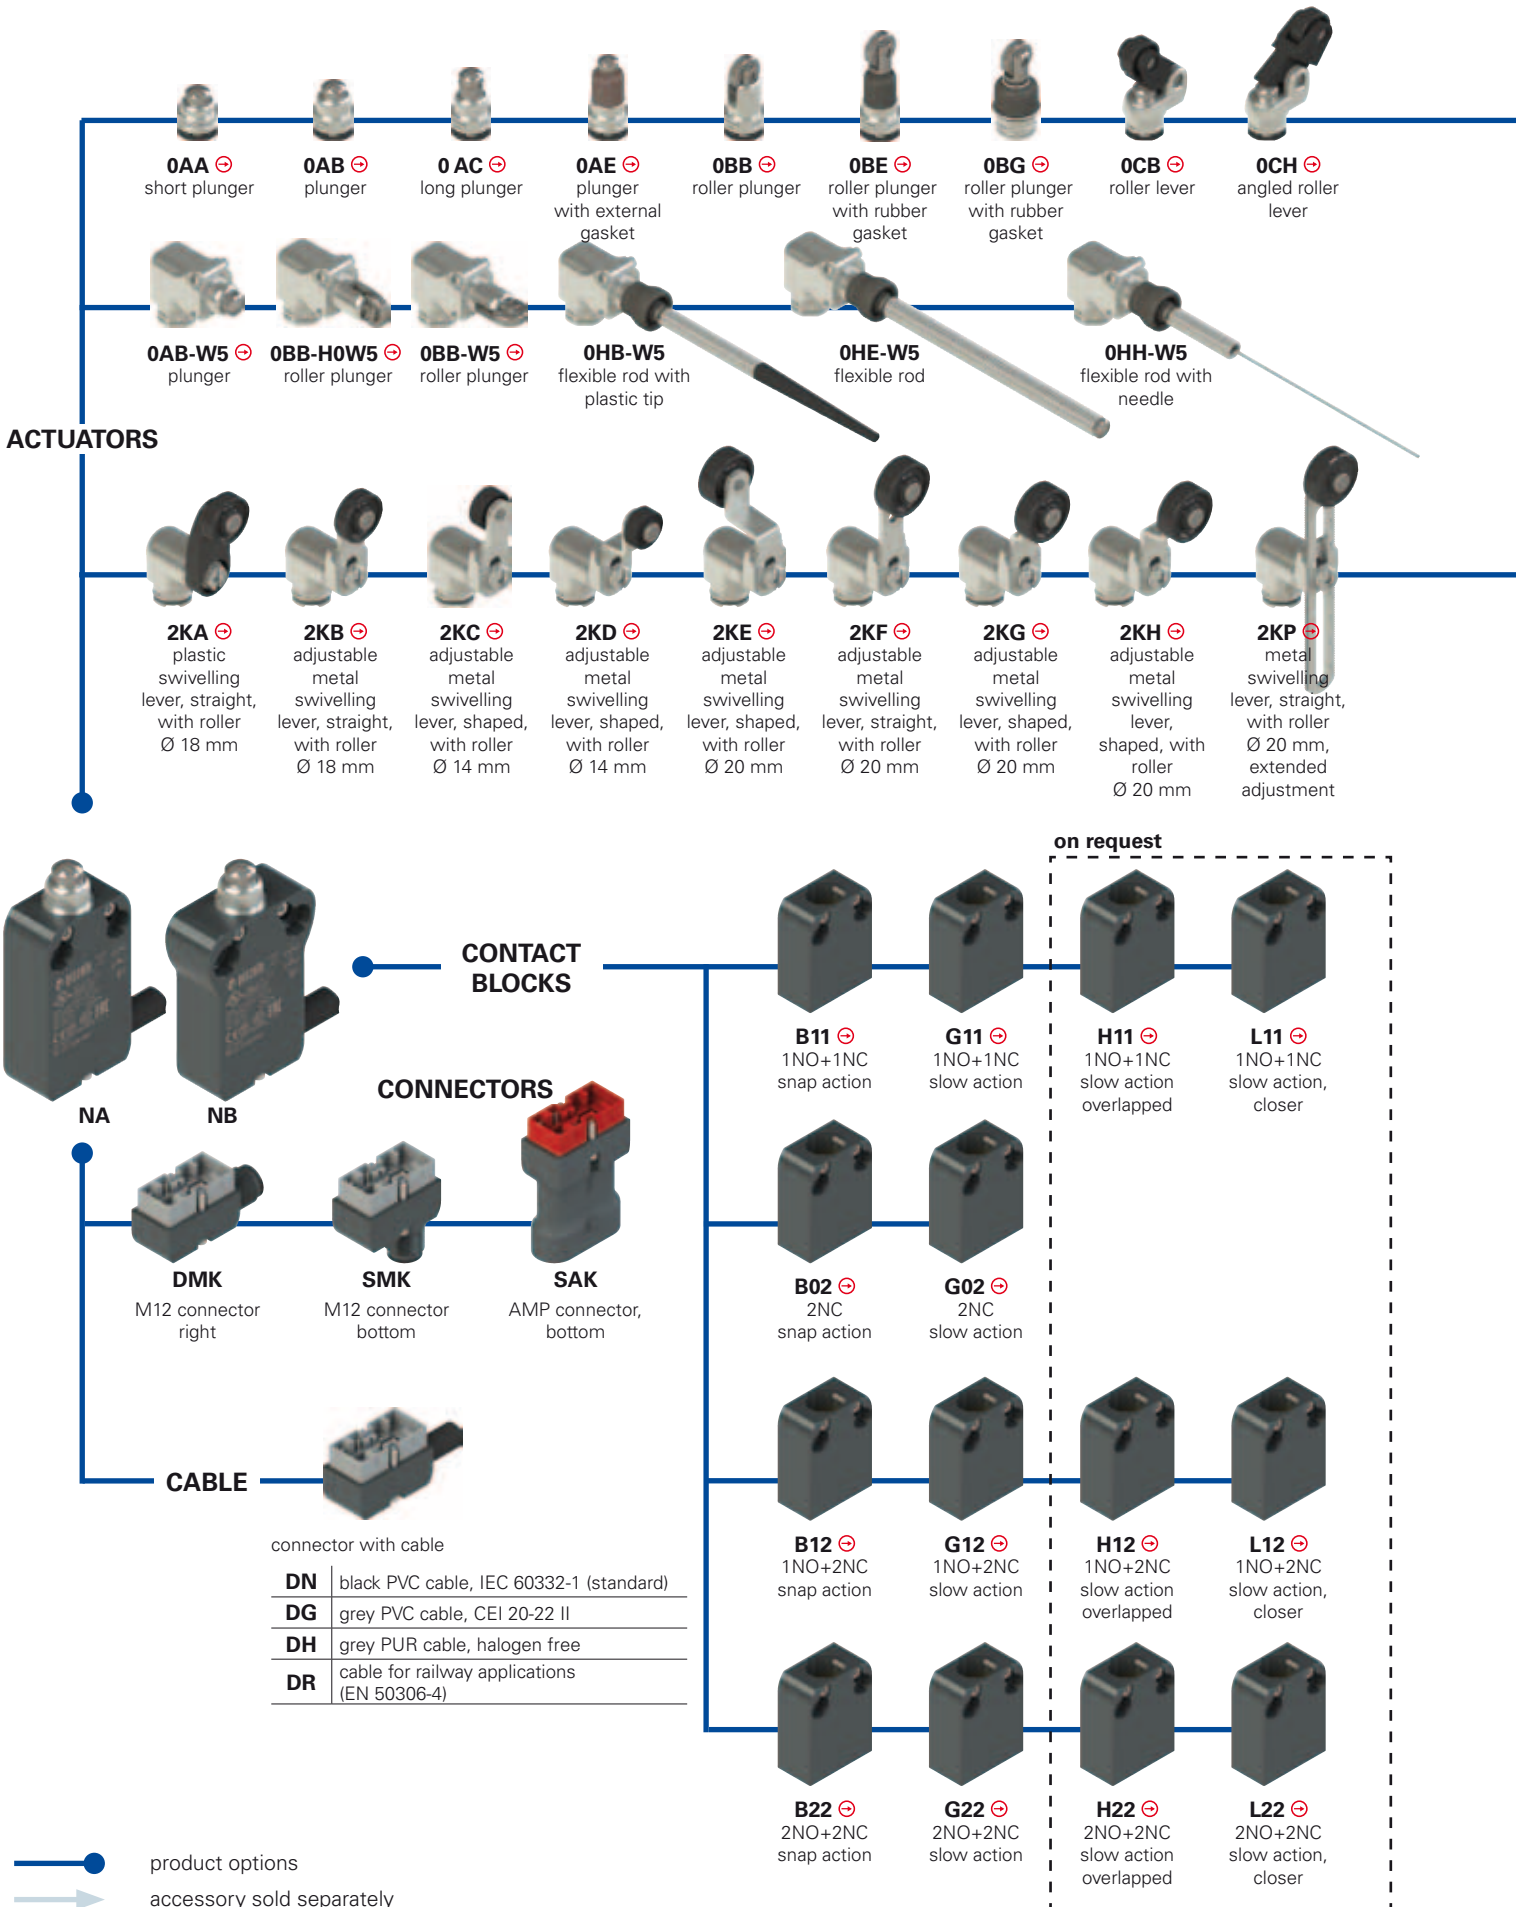 0AA
short plunger
0AB
plunger
0 AC
long plunger
0AE
plunger
with external
gasket
0BB
roller plunger
0BE
roller plunger
with rubber
gasket
0BG
roller plunger
with rubber
gasket
0CB
roller lever
0CH
angled roller
lever
0AB-W5
plunger
0BB-H0W5
roller plunger
0BB-W5
roller plunger
0HB-W5
flexible rod with
plastic tip
0HE-W5
flexible rod
0HH-W5
flexible rod with
needle
ACTUATORS
2KA
plastic
swivelling
lever, straight,
with roller
Ø 18 mm
2KB
adjustable
metal
swivelling
lever, straight,
with roller
Ø 18 mm
2KC
adjustable
metal
swivelling
lever, shaped,
with roller
Ø 14 mm
2KD
adjustable
metal
swivelling
lever, shaped,
with roller
Ø 14 mm
2KE
adjustable
metal
swivelling
lever, shaped,
with roller
Ø 20 mm
2KF
adjustable
metal
swivelling
lever, straight,
with roller
Ø 20 mm
2KG
adjustable
metal
swivelling
lever, shaped,
with roller
Ø 20 mm
2KH
adjustable
metal
swivelling
lever,
shaped, with
roller
Ø 20 mm
2KP
metal
swivelling
lever, straight,
with roller
Ø 20 mm,
extended
adjustment
on request
CONTACT
BLOCKS
NA
NB
B11
1NO+1NC
snap action
G11
1NO+1NC
slow action
H11
1NO+1NC
slow action
overlapped
L11
1NO+1NC
slow action,
closer
CONNECTORS
DMK
M12 connector
right
SMK
M12 connector
bottom
SAK
AMP connector,
bottom
B02
2NC
snap action
G02
2NC
slow action
CABLE
connector with cable
DN black PVC cable, IEC 60332-1 (standard)
DG grey PVC cable, CEI 20-22 II
DH grey PUR cable, halogen free
DR cable for railway applications
(EN 50306-4)
B12
1NO+2NC
snap action
G12
1NO+2NC
slow action
H12
1NO+2NC
slow action
overlapped
L12
1NO+2NC
slow action,
closer
B22
2NO+2NC
snap action
G22
2NO+2NC
slow action
H22
2NO+2NC
slow action
overlapped
L22
2NO+2NC
slow action,
closer
product options
accessory sold separately